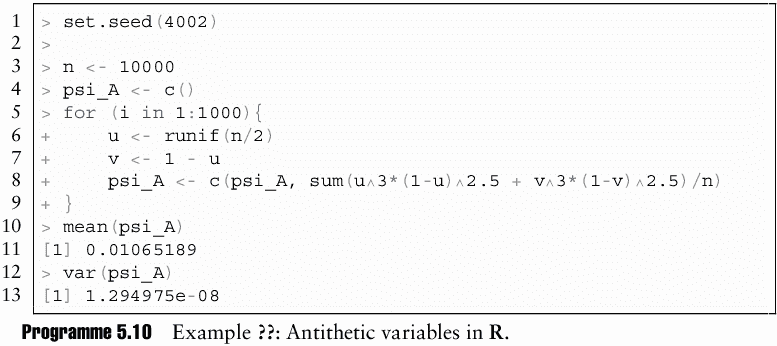 1 > set.seed(4002)
2 >
3 > n <- 10000
4 > psi_A <- c()
5 > for (i in 1:1000){
6 +     u <- runif(n/2)
7 +     v <- 1 - u
8 +     psi_A <- c(psi_A, sum(u^3*(1-u)^2.5 + v^3*(1-v)^2.5)/n)
9 + }
10 > mean(psi_A)
11 [1] 0.01065189
12 > var(psi_A)
13 [1] 1.294975e-08
Programme 5.10 Example ??: Antithetic variables in R.